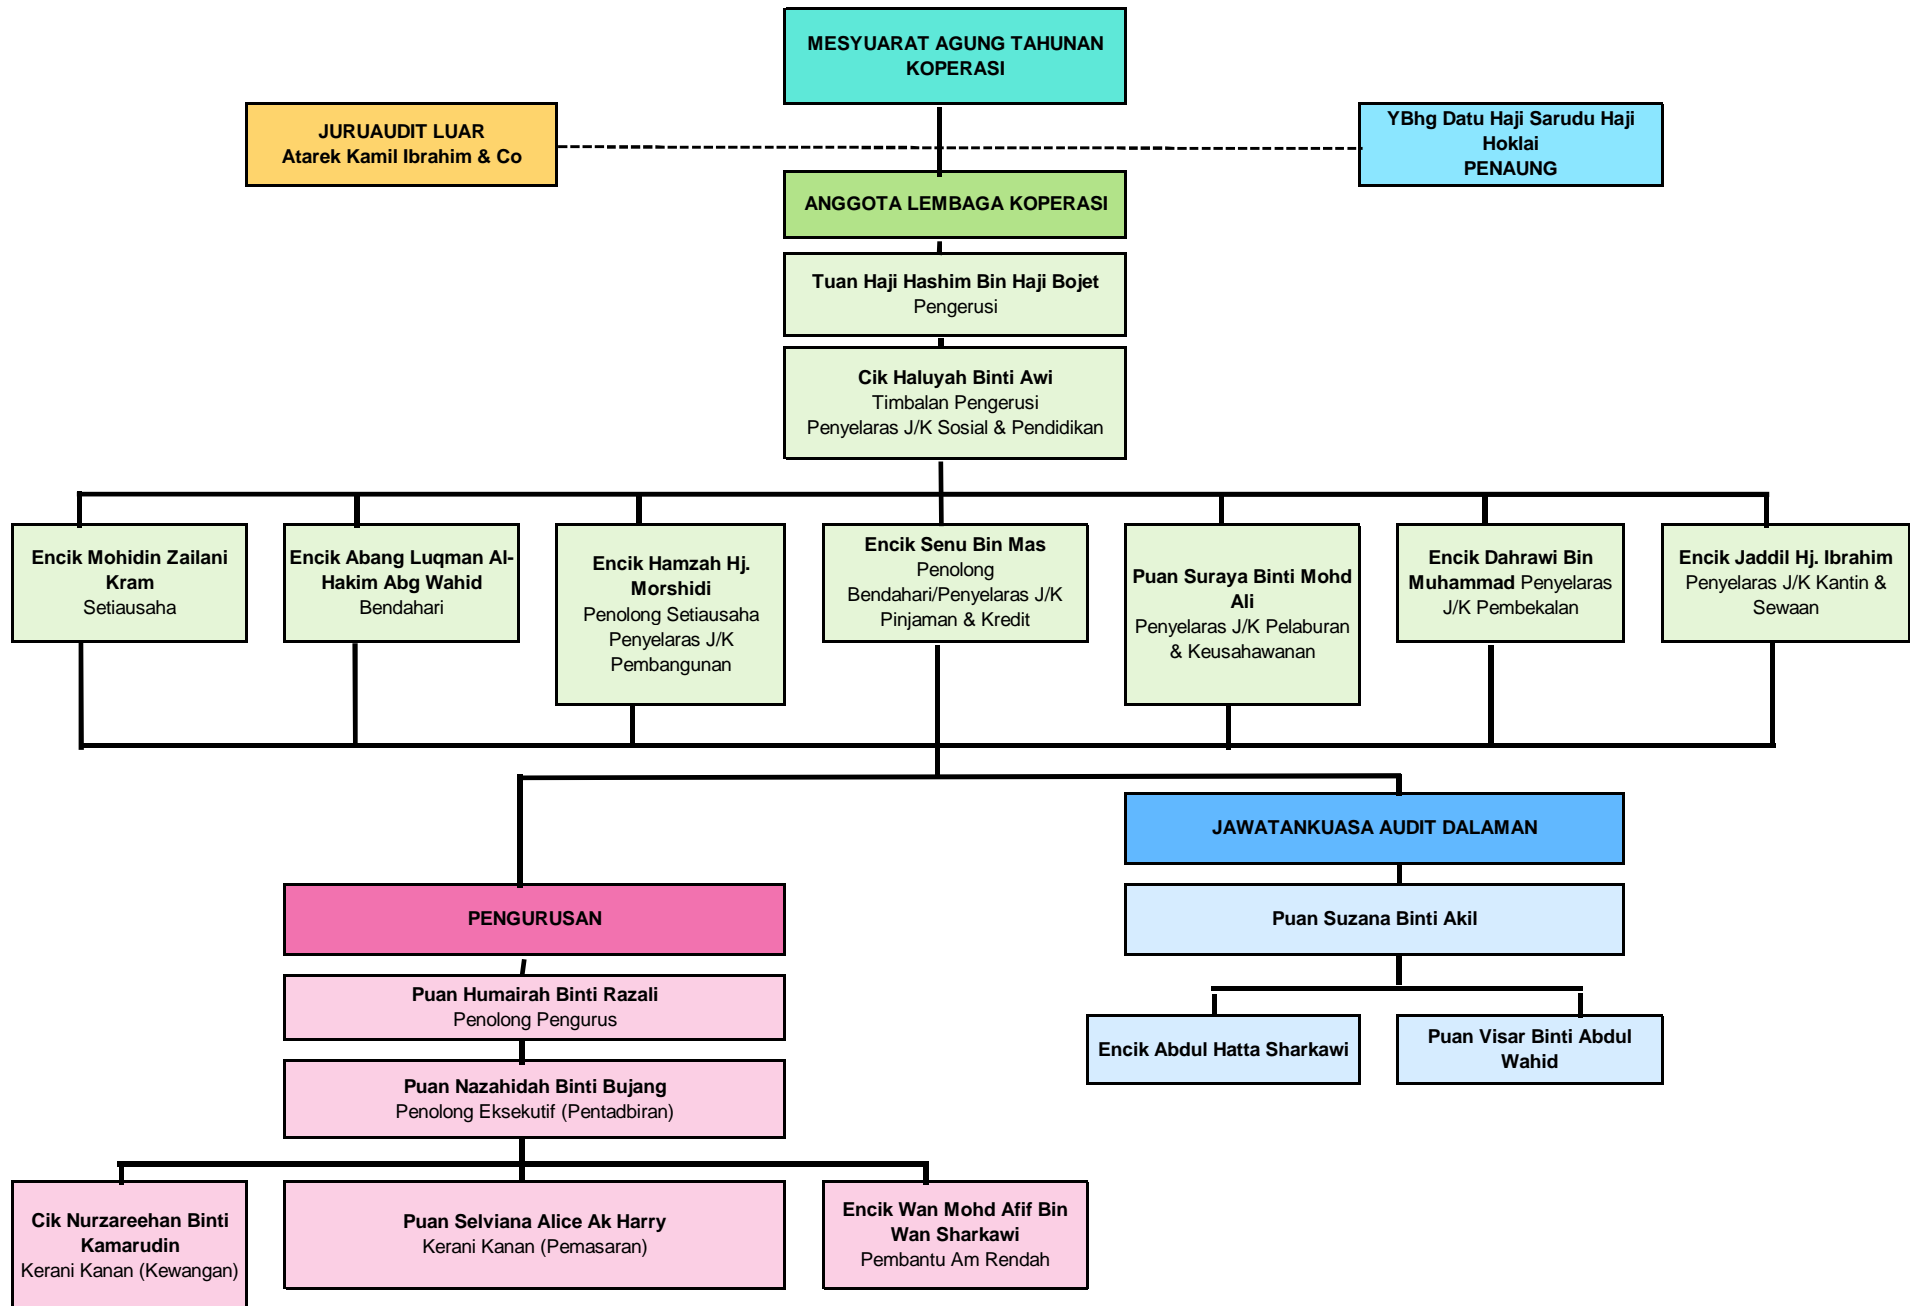 MESYUARAT AGUNG TAHUNAN
KOPERASI
JURUAUDIT LUAR
Atarek Kamil Ibrahim & Co
YBhg Datu Haji Sarudu Haji
Hoklai
PENAUNG
ANGGOTA LEMBAGA KOPERASI
Tuan Haji Hashim Bin Haji Bojet
Pengerusi
Cik Haluyah Binti Awi
Timbalan Pengerusi
Penyelaras J/K Sosial & Pendidikan
Encik Mohidin Zailani
Kram
Setiausaha
Encik Abang Luqman Al-
Hakim Abg Wahid
Bendahari
Encik Hamzah Hj.
Morshidi
Penolong Setiausaha
Penyelaras J/K
Pembangunan
Encik Senu Bin Mas
Penolong
Bendahari/Penyelaras J/K
Pinjaman & Kredit
Puan Suraya Binti Mohd
Ali
Penyelaras J/K Pelaburan
& Keusahawanan
Encik Dahrawi Bin
Muhammad Penyelaras
J/K Pembekalan
Encik Jaddil Hj. Ibrahim
Penyelaras J/K Kantin &
Sewaan
JAWATANKUASA AUDIT DALAMAN
PENGURUSAN
Puan Suzana Binti Akil
Puan Humairah Binti Razali
Penolong Pengurus
Encik Abdul Hatta Sharkawi
Puan Visar Binti Abdul
Wahid
Puan Nazahidah Binti Bujang
Penolong Eksekutif (Pentadbiran)
Cik Nurzareehan Binti
Kamarudin
Kerani Kanan (Kewangan)
Puan Selviana Alice Ak Harry
Kerani Kanan (Pemasaran)
Encik Wan Mohd Afif Bin
Wan Sharkawi
Pembantu Am Rendah